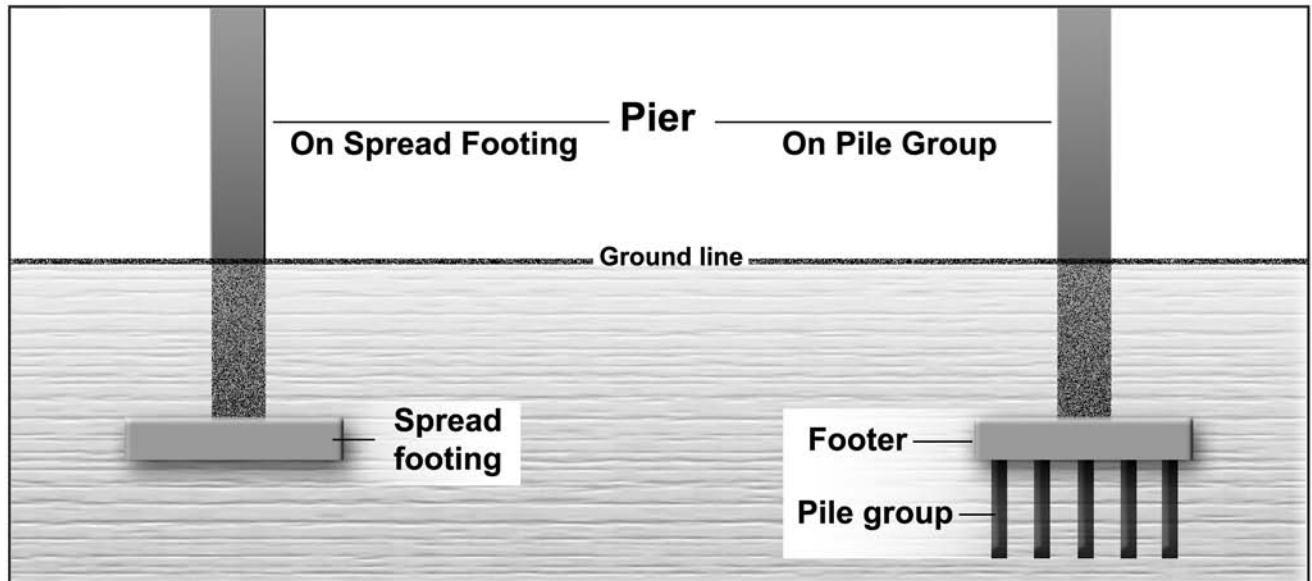 Pier
On Spread Footing
On Pile Group
Ground line
Spread
footing
Footer
Pile group